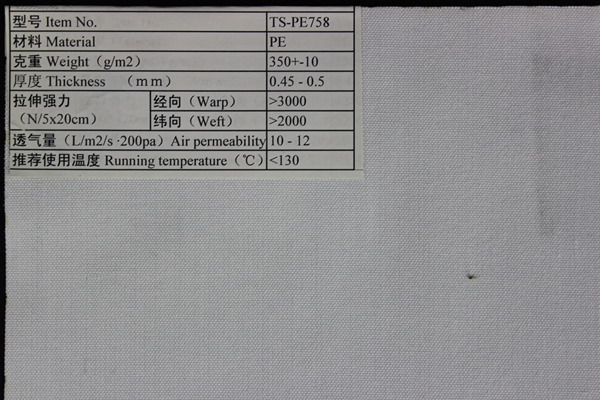 型号 Item No. TS-PE758
材料 Material PE
克重 Weight（g/m2） 350+-10
厚度 Thickness （mm） 0.45 - 0.5
拉伸强力 经向（Warp） >3000
（N/5x20cm） 纬向（Weft） >2000
透气量（L/m2/s ·200pa）Air permeability 10 - 12
推荐使用温度 Running temperature（℃） <130